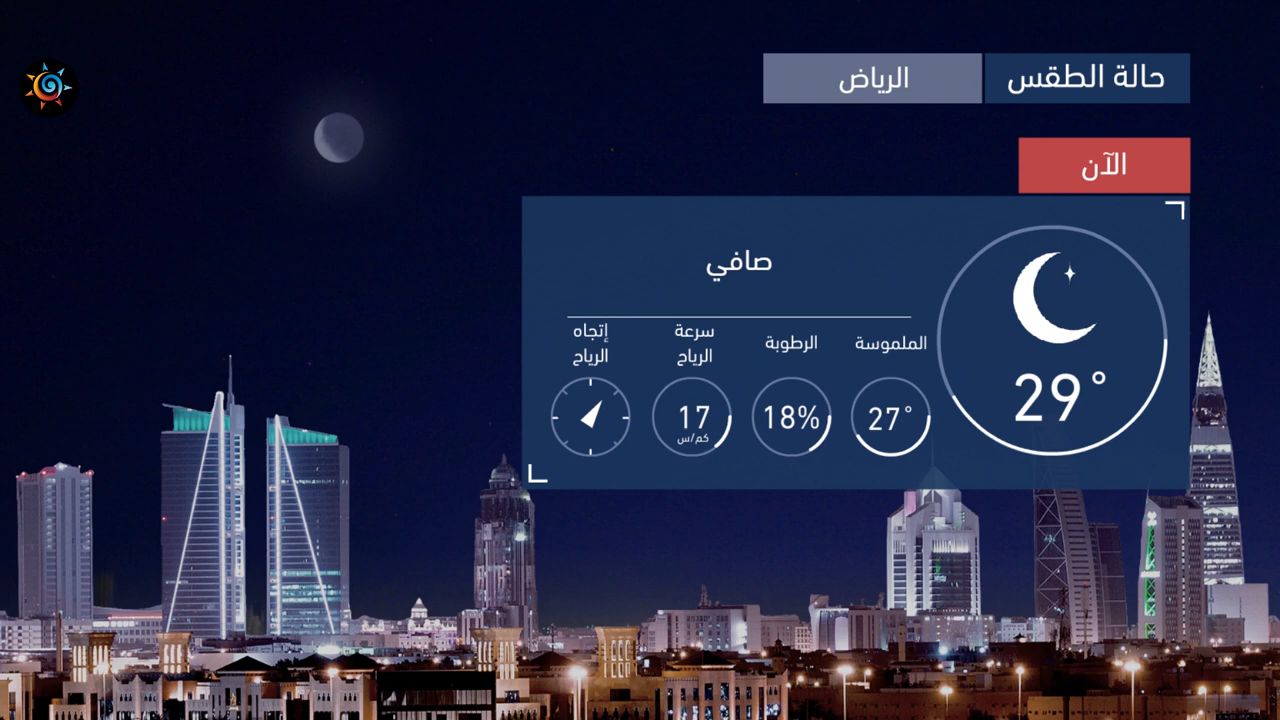 حالة الطقس
الرياض
الآن
29°
صافي
الملموسة
27°
الرطوبة
18%
سرعة
الرياح
17
كم/س
إتجاه
الرياح